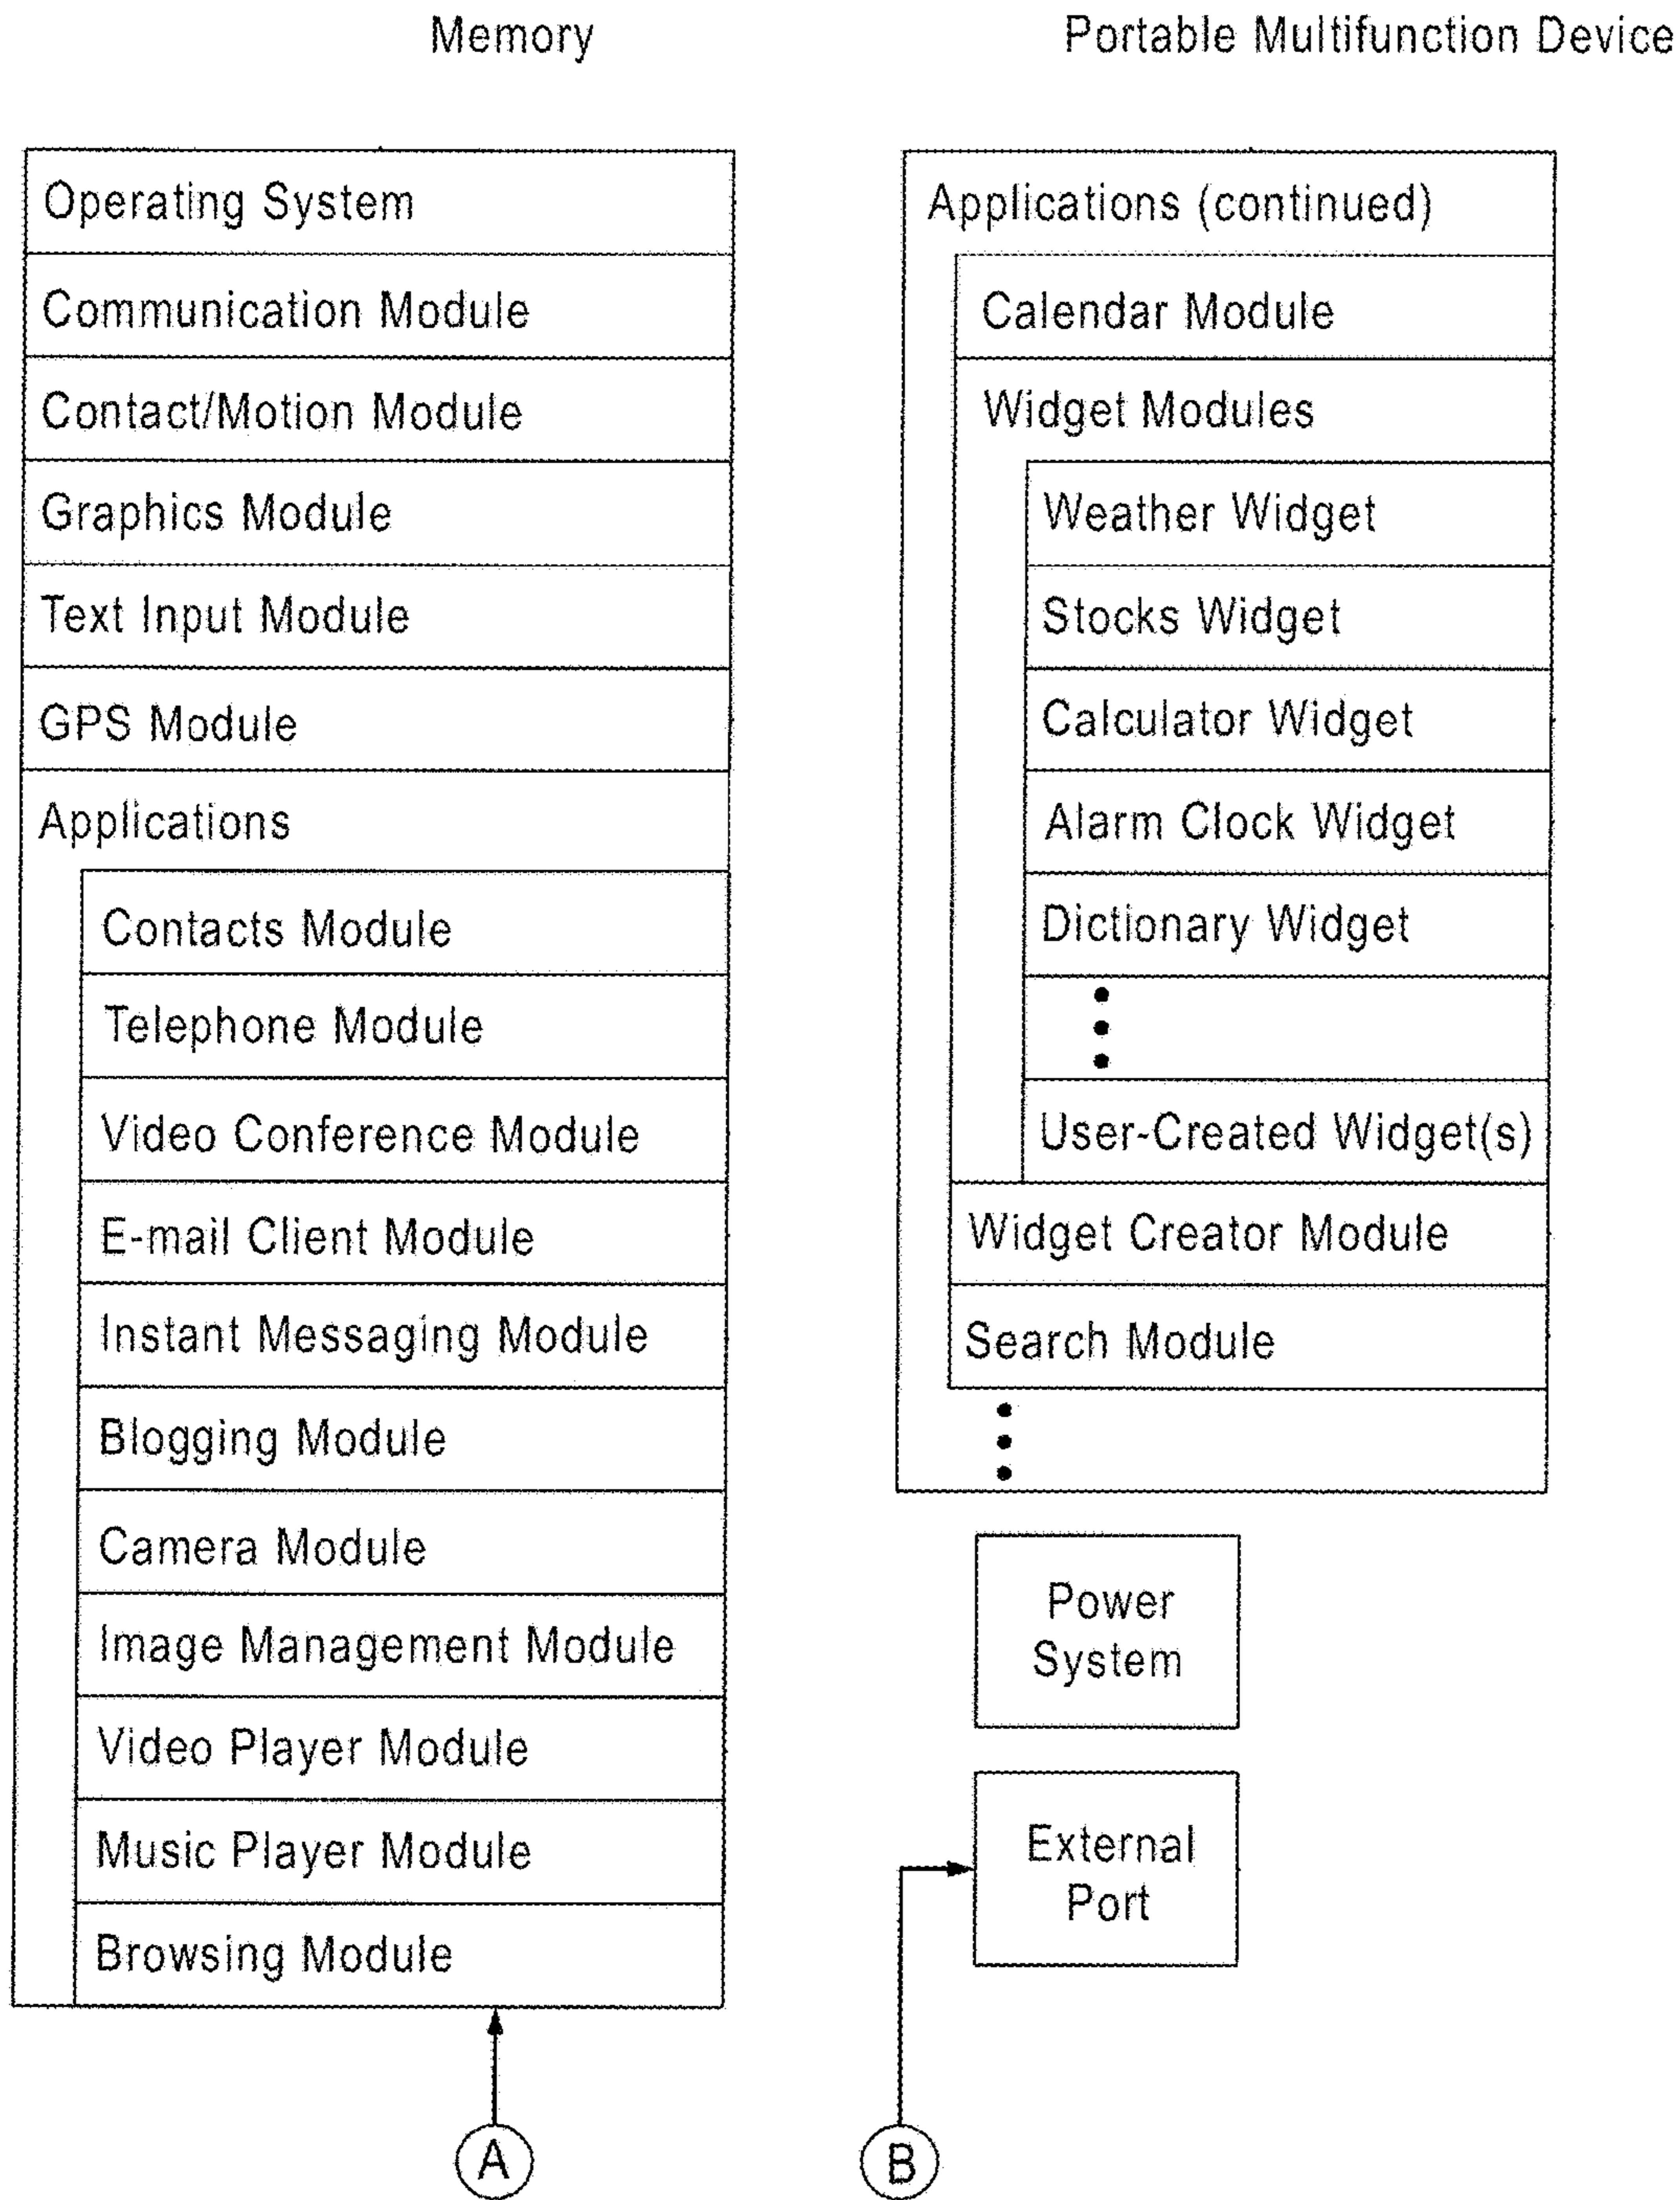 Memory
Portable Multifunction Device
Operating System
Communication Module
Contact/Motion Module
Graphics Module
Text Input Module
GPS Module
Applications
Contacts Module
Telephone Module
Video Conference Module
E-mail Client Module
Instant Messaging Module
Blogging Module
Camera Module
Image Management Module
Video Player Module
Music Player Module
Browsing Module
A
Applications (continued)
Calendar Module
Widget Modules
Weather Widget
Stocks Widget
Calculator Widget
Alarm Clock Widget
Dictionary Widget
User-Created Widget(s)
Widget Creator Module
Search Module
Power
System
External
Port
B